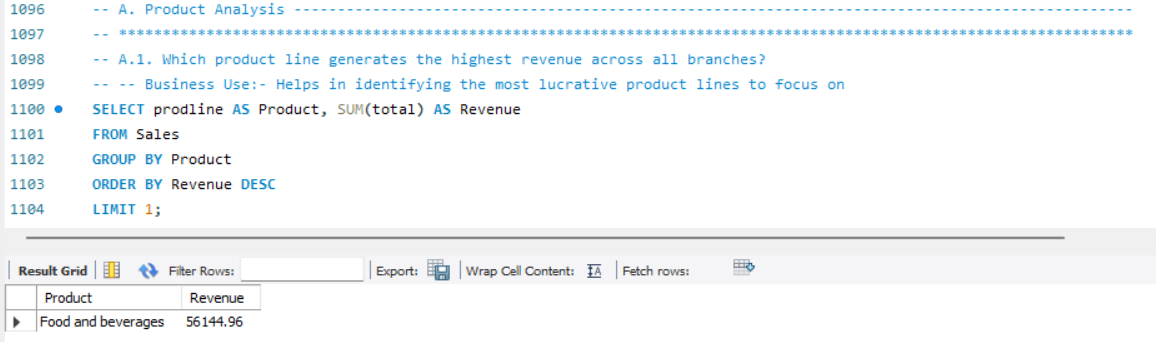 1096 -- A. Product Analysis ------------------------------------------------------------------------------------------------
1097 -- ********************************************************************************************************************
1098 -- A.1. Which product line generates the highest revenue across all branches?
1099 -- -- Business Use:- Helps in identifying the most lucrative product lines to focus on
1100 SELECT prodline AS Product, SUM(total) AS Revenue
1101 FROM Sales
1102 GROUP BY Product
1103 ORDER BY Revenue DESC
1104 LIMIT 1;
Result Grid Filter Rows: Export: Wrap Cell Content: Fetch rows:
Product Revenue
Food and beverages 56144.96